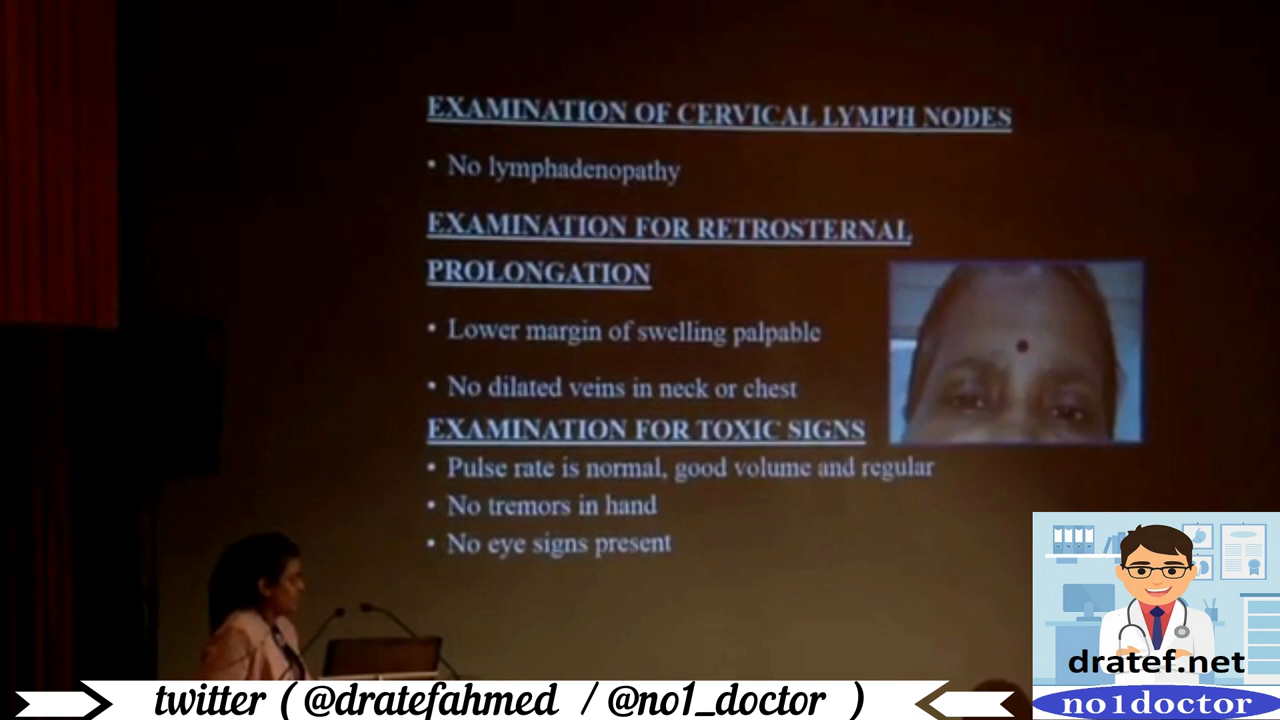 EXAMINATION OF CERVICAL LYMPH NODES
• No lymphadenopathy
EXAMINATION FOR RETROSTERNAL
PROLONGATION
• Lower margin of swelling palpable
• No dilated veins in neck or chest
EXAMINATION FOR TOXIC SIGNS
• Pulse rate is normal, good volume and regular
• No tremors in hand
• No eye signs present
dratef.net
no1doctor
twitter ( @dratefahmed / @no1_doctor )